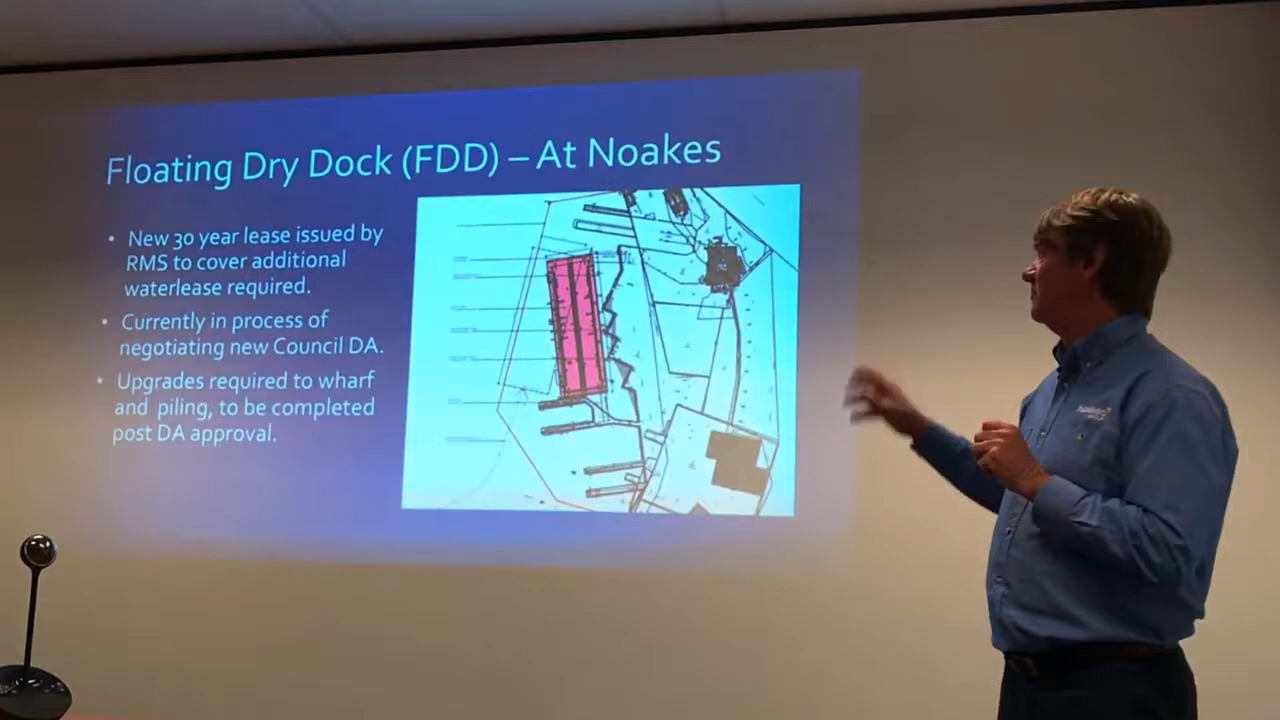 Floating Dry Dock (FDD) – At Noakes
• New 30 year lease issued by
RMS to cover additional
waterlease required.
• Currently in process of
negotiating new Council DA.
• Upgrades required to wharf
and piling, to be completed
post DA approval.